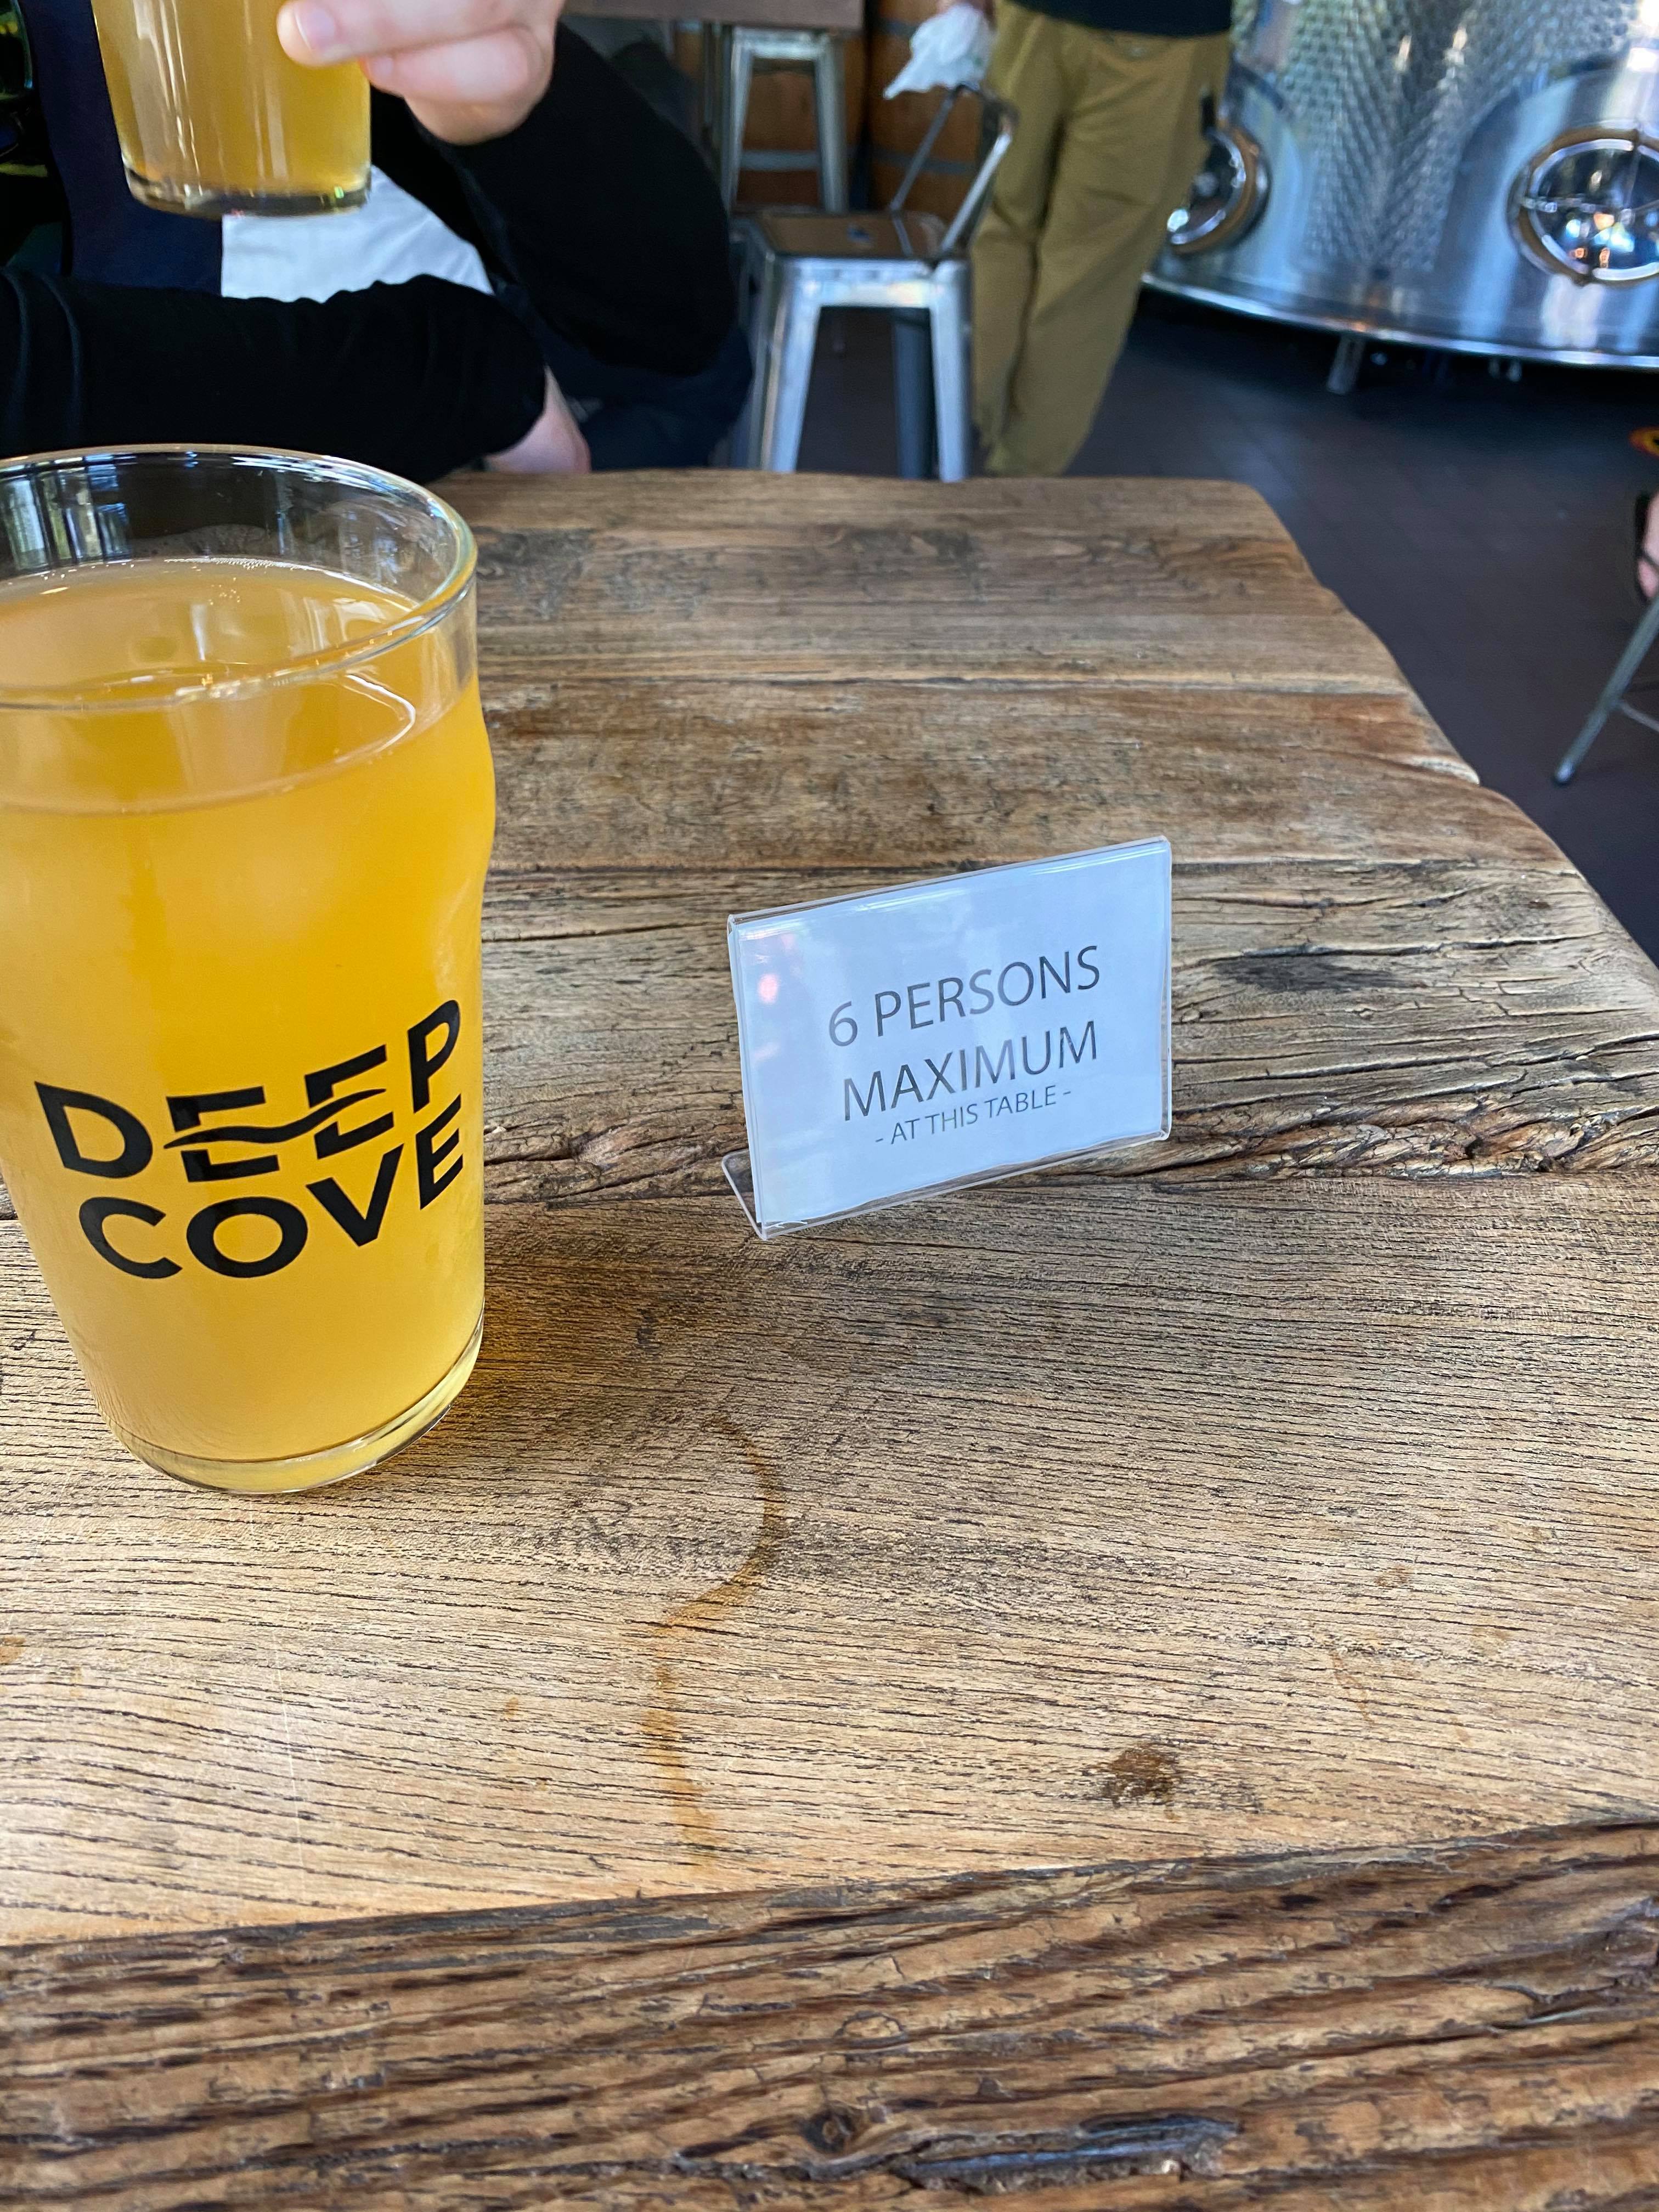 DEEP
COVE
6 PERSONS
MAXIMUM
- AT THIS TABLE -